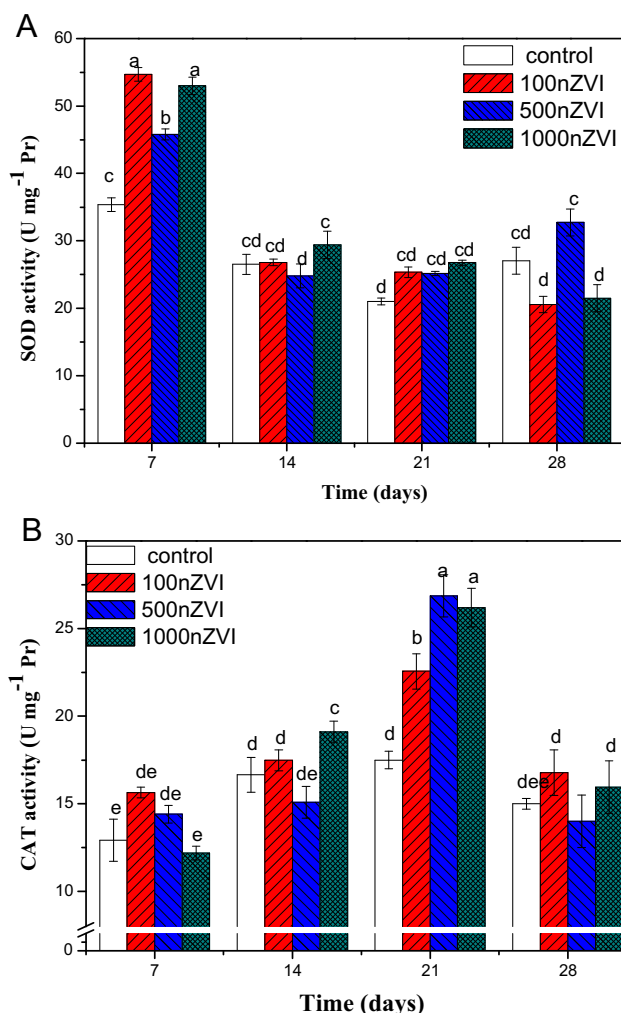 A
60
50
40
30
20
10
0
SOD activity (U mg-1 Pr)
control
100nZVI
500nZVI
1000nZVI
c a b a
cd cd d c
d cd cd cd
c d c d
7 14 21 28
Time (days)
B
30
25
20
15
10
0
CAT activity (U mg-1 Pr)
control
100nZVI
500nZVI
1000nZVI
e de de e
d d de c
d b a a
dee d d
7 14 21 28
Time (days)